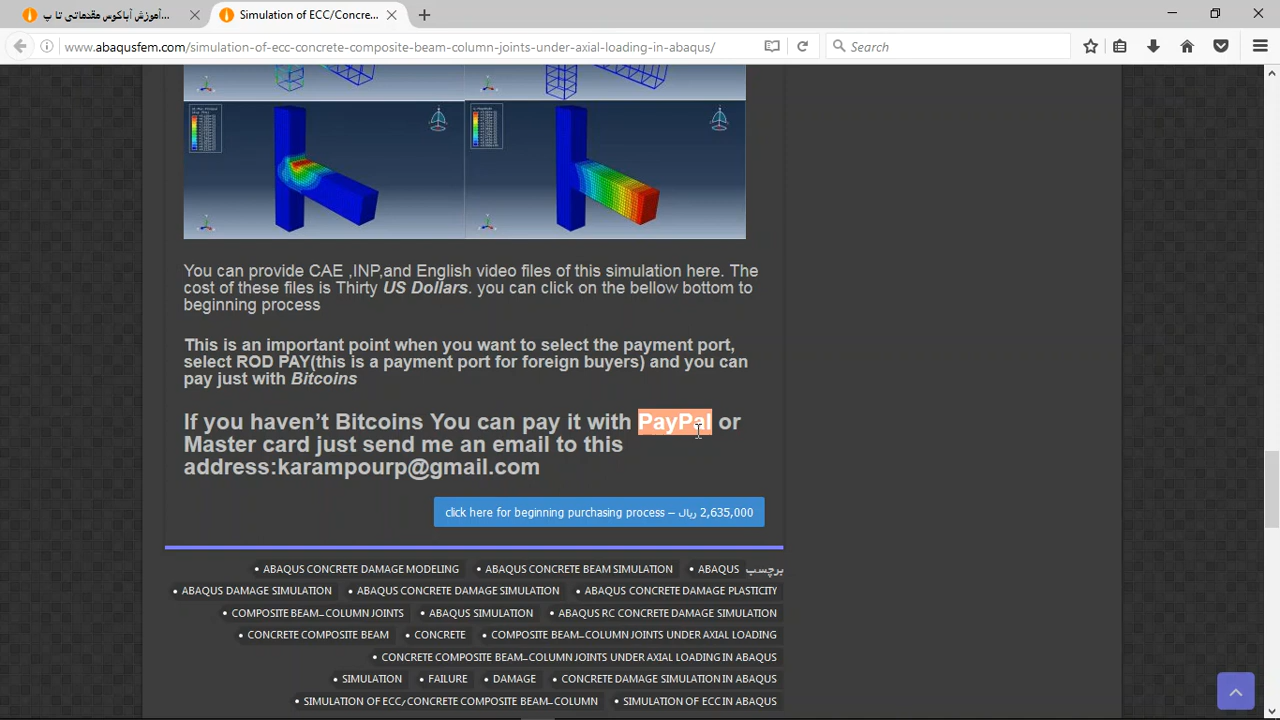 آموزش آباکوس مقدماتی تا پ...
Simulation of ECC/Concre...
www.abaqusfem.com/simulation-of-ecc-concrete-composite-beam-column-joints-under-axial-loading-in-abaqus/
Search
You can provide CAE ,INP,and English video files of this simulation here. The
cost of these files is Thirty US Dollars. you can click on the bellow bottom to
beginning process
This is an important point when you want to select the payment port,
select ROD PAY(this is a payment port for foreign buyers) and you can
pay just with Bitcoins
If you haven’t Bitcoins You can pay it with PayPal or
Master card just send me an email to this
address:karampourp@gmail.com
click here for beginning purchasing process – ریال 2,635,000
• ABAQUS CONCRETE DAMAGE MODELING • ABAQUS CONCRETE BEAM SIMULATION • ABAQUS برچسب
• ABAQUS DAMAGE SIMULATION • ABAQUS CONCRETE DAMAGE SIMULATION • ABAQUS CONCRETE DAMAGE PLASTICITY
• COMPOSITE BEAM-COLUMN JOINTS • ABAQUS SIMULATION • ABAQUS RC CONCRETE DAMAGE SIMULATION
• CONCRETE COMPOSITE BEAM • CONCRETE • COMPOSITE BEAM-COLUMN JOINTS UNDER AXIAL LOADING
• CONCRETE COMPOSITE BEAM-COLUMN JOINTS UNDER AXIAL LOADING IN ABAQUS
• SIMULATION • FAILURE • DAMAGE • CONCRETE DAMAGE SIMULATION IN ABAQUS
• SIMULATION OF ECC/CONCRETE COMPOSITE BEAM-COLUMN • SIMULATION OF ECC IN ABAQUS